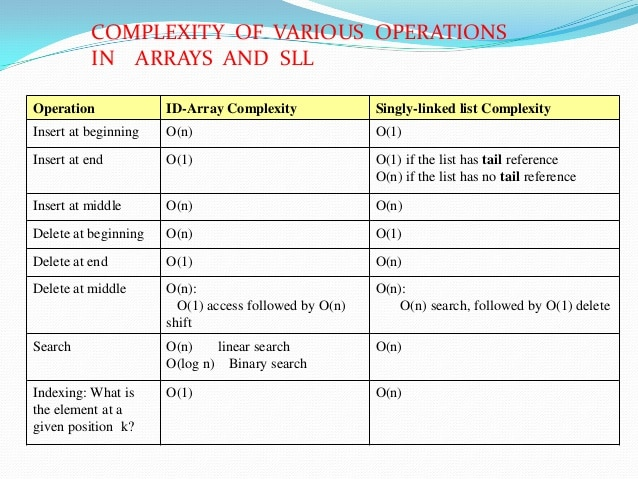 COMPLEXITY OF VARIOUS OPERATIONS
IN ARRAYS AND SLL
Operation ID-Array Complexity Singly-linked list Complexity
Insert at beginning O(n) O(1)
Insert at end O(1) O(1) if the list has tail reference
O(n) if the list has no tail reference
Insert at middle O(n) O(n)
Delete at beginning O(n) O(1)
Delete at end O(1) O(n)
Delete at middle O(n): O(n):
O(1) access followed by O(n) O(n) search, followed by O(1) delete
shift
Search O(n) linear search O(n)
O(log n) Binary search
Indexing: What is O(1) O(n)
the element at a
given position k?